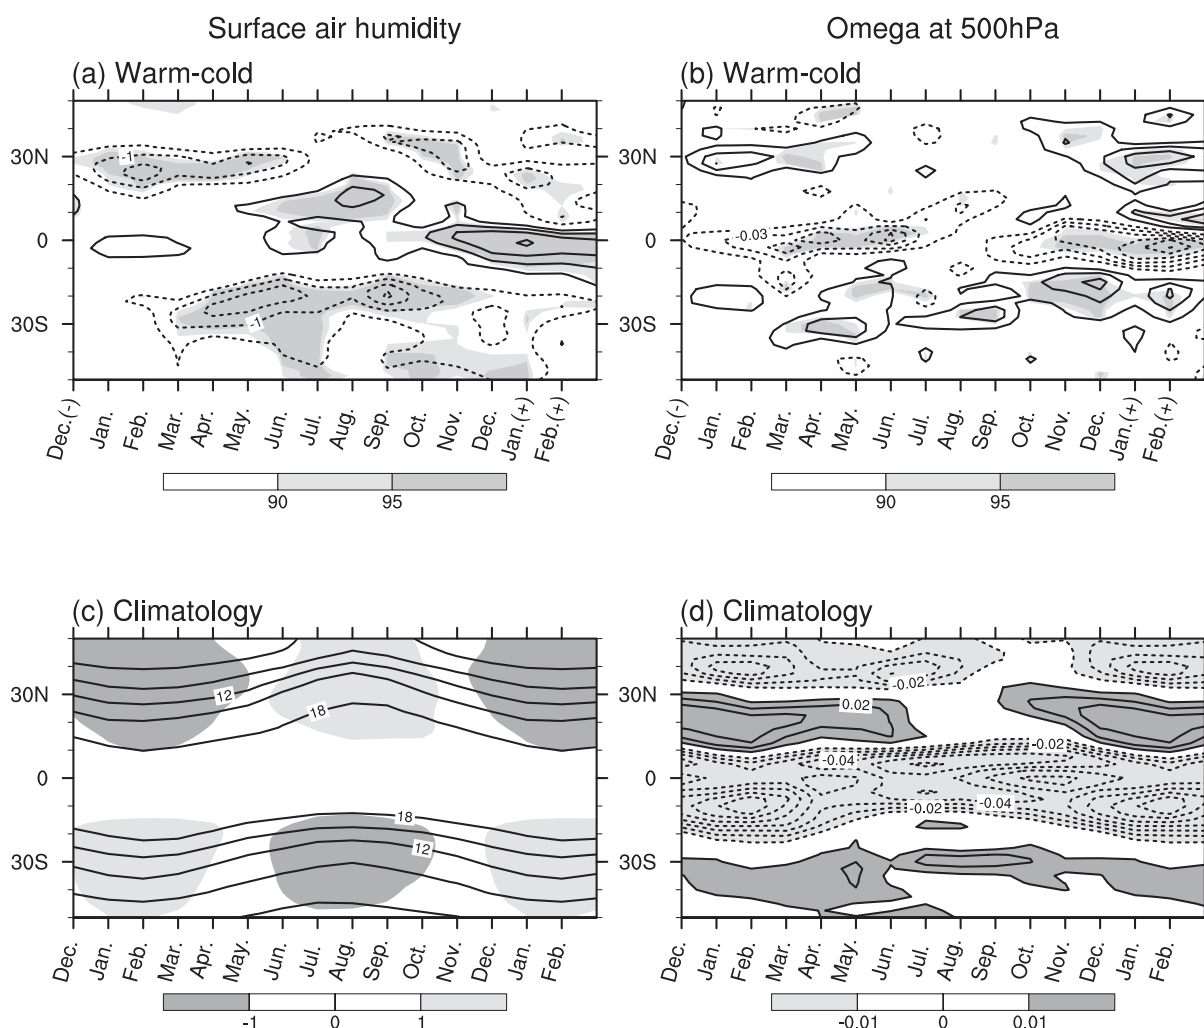 Surface air humidity
Omega at 500hPa
(a) Warm-cold
(b) Warm-cold
30N
0
30S
-1
-1
Dec.(-) Jan. Feb. Mar. Apr. May. Jun. Jul. Aug. Sep. Oct. Nov. Dec. Jan.(+) Feb.(+)
90 95
30N
0
30S
-0.03
Dec.(-) Jan. Feb. Mar. Apr. May. Jun. Jul. Aug. Sep. Oct. Nov. Dec. Jan.(+) Feb.(+)
90 95
(c) Climatology
(d) Climatology
30N
0
30S
12
18
18
12
Dec. Jan. Feb. Mar. Apr. May. Jun. Jul. Aug. Sep. Oct. Nov. Dec. Jan. Feb.
-1 0 1
30N
0
30S
-0.02
0.02
-0.02
-0.04
-0.02
-0.04
Dec. Jan. Feb. Mar. Apr. May. Jun. Jul. Aug. Sep. Oct. Nov. Dec. Jan. Feb.
-0.01 0 0.01